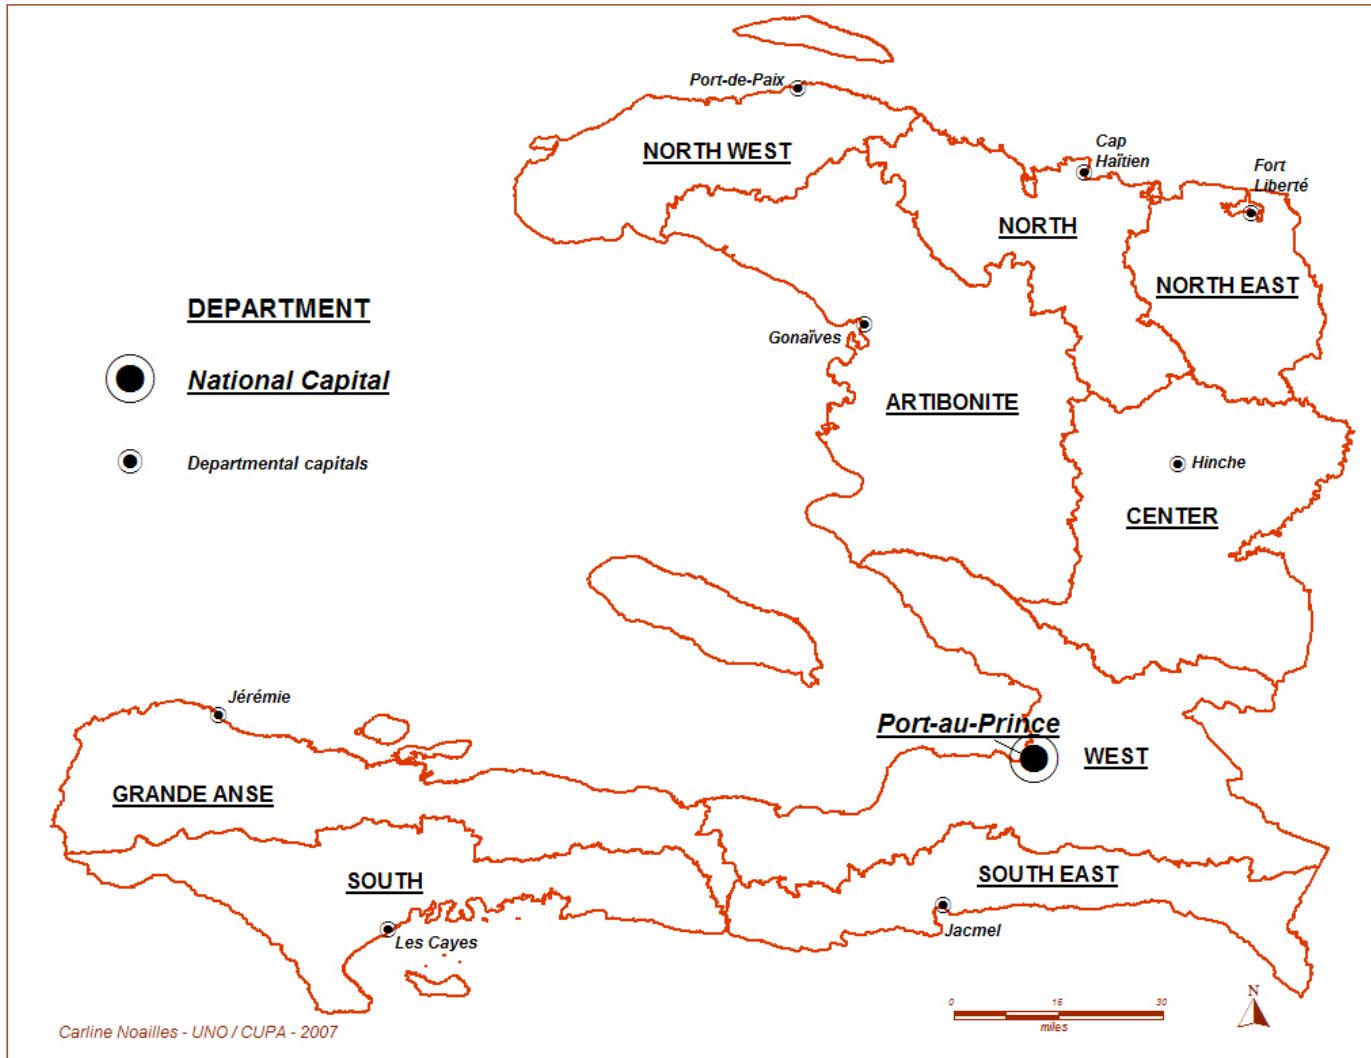 Port-de-Paix
NORTH WEST
Cap
Haïtien
Fort
Liberté
NORTH
NORTH EAST
DEPARTMENT
Gonaïves
National Capital
ARTIBONITE
Departmental capitals
Hinche
CENTER
Jérémie
Port-au-Prince
WEST
GRANDE ANSE
SOUTH
SOUTH EAST
Jacmel
Les Cayes
N
0 16 30
miles
Carline Noailles - UNO / CUPA - 2007